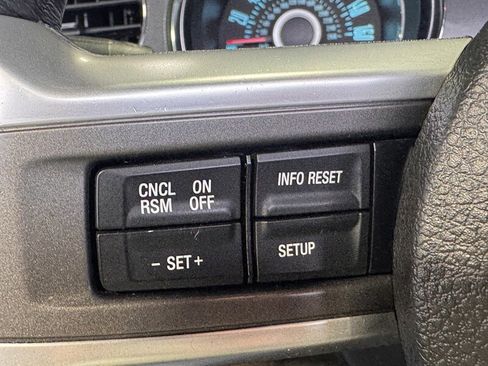 CNCL ON
RSM OFF
INFO RESET
- SET +
SETUP